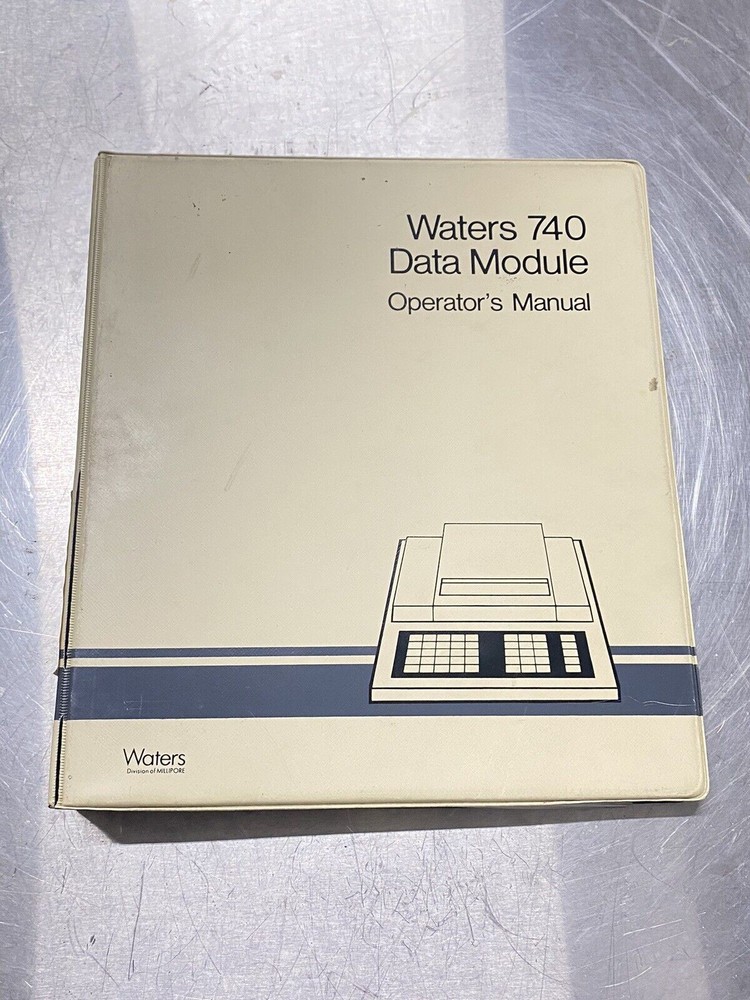 Waters 740
Data Module
Operator's Manual
Waters
Division of MILLIPORE